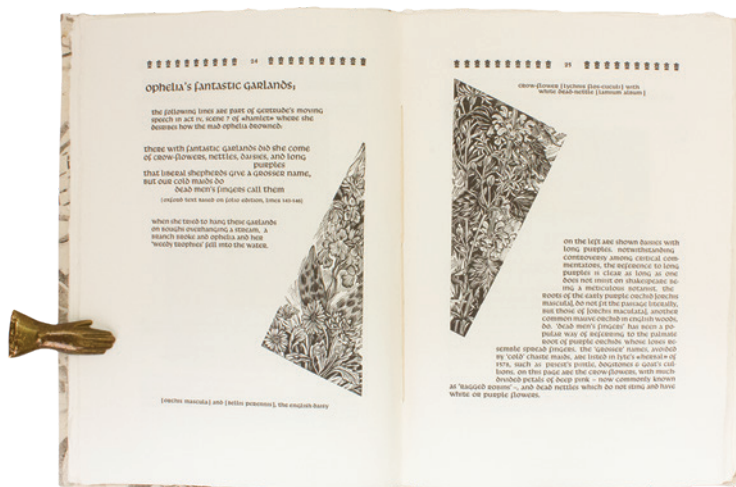 24
ophelia's fantastic garlands;
the following lines are part of gertrude's moving
speech in act iv, scene 7 of «hamlet» where she
describes how the mad ophelia drowned:
there with fantastic garlands did she come
of crow-flowers, nettles, daisies, and long
purples
that liberal shepherds give a grosser name,
but our cold maids do
dead men's fingers call them
[oxford text based on folio edition, lines 140-146]
when she tried to hang these garlands
on boughs overhanging a stream, a
branch broke and ophelia and her
'weedy trophies' fell into the water.
[orchis mascula] and [bellis perennis], the english daisy
25
crow-flower [lychnis flos-cuculi] with
white dead-nettle [lamium album]
on the left are shown daisies with
long purples. notwithstanding
controversy among critical com-
mentators, the reference to long
purples is clear as long as one
does not insist on shakespeare be-
ing a meticulous botanist. the
roots of the early purple orchid [orchis
mascula], do not fit the passage literally,
but those of [orchis maculata], another
common mauve orchid in english woods,
do. 'dead men's fingers' has been a po-
pular way of referring to the palmate
root of purple orchids whose lobes re-
semble spread fingers. the 'grosser' names, avoided
by 'cold' chaste maids, are listed in lyte's «herbal» of
1578, such as priest's pintle, dogstones & goat's cul-
lions. on this page are the crow-flowers, with much
divided petals of deep pink – now commonly known
as 'ragged robins' –, and dead nettles which do not sting and have
white or purple flowers.